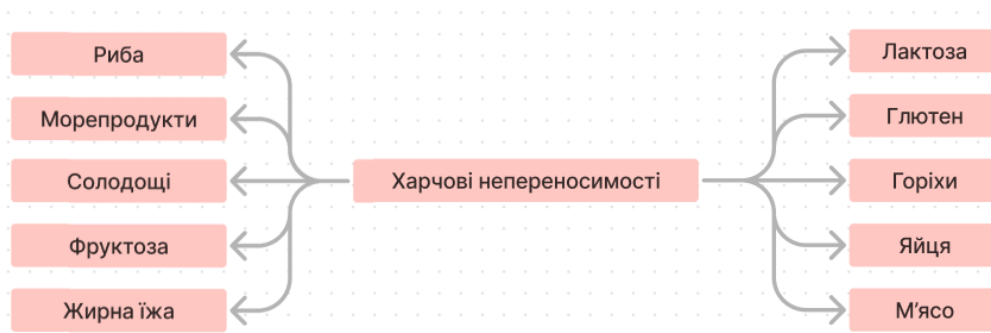 Риба
Морепродукти
Солодощі
Фруктоза
Жирна їжа
Харчові непереносимості
Лактоза
Глютен
Горіхи
Яйця
М’ясо